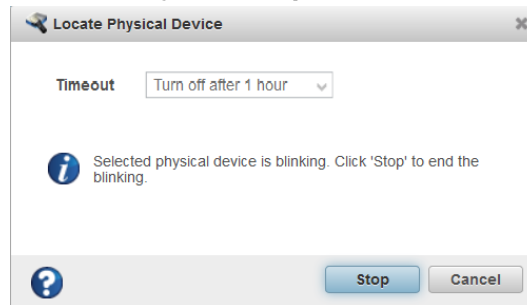 Locate Physical Device
Timeout Turn off after 1 hour
Selected physical device is blinking. Click 'Stop' to end the
blinking.
Stop Cancel